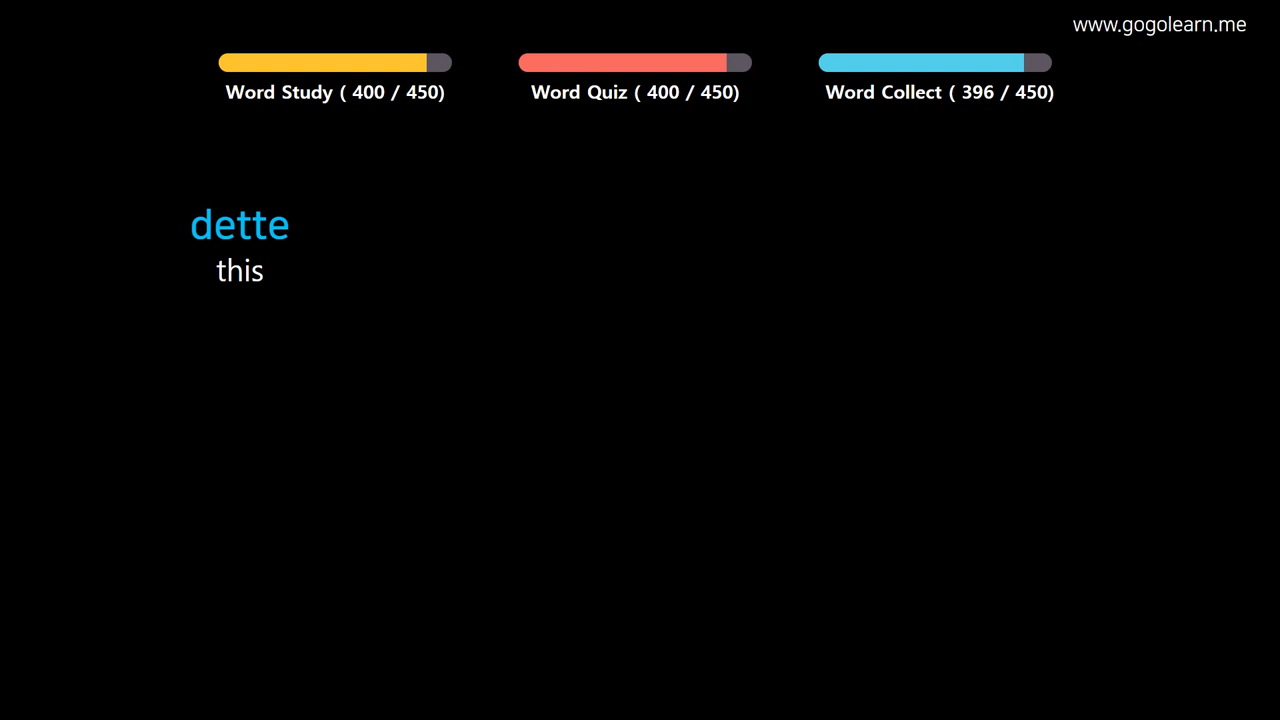 www.gogolearn.me
Word Study ( 400 / 450)
Word Quiz ( 400 / 450)
Word Collect ( 396 / 450)
dette
this